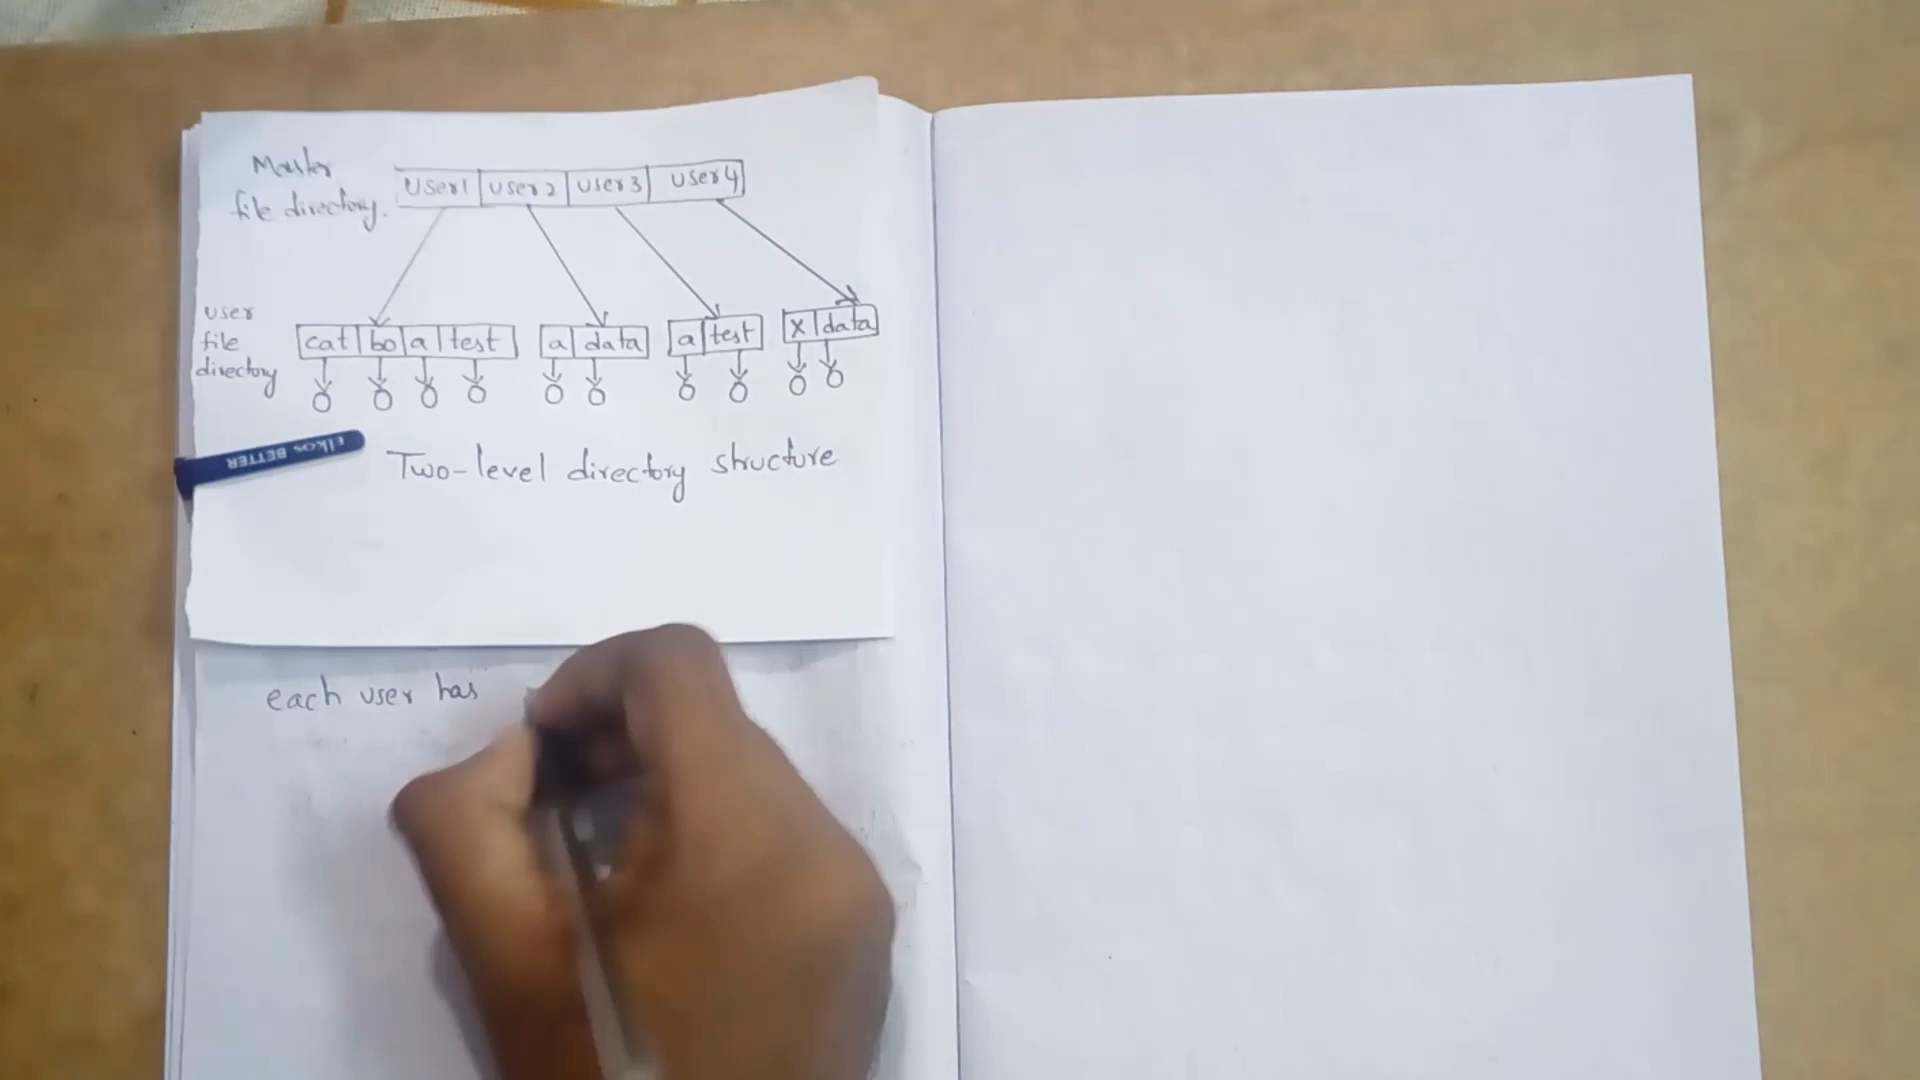 Master
file directory.
user1 user2 user3 user4
user
file
directory
cat bo a test
a data
a test
x data
Elkos BETTER
Two-level directory structure
each user has